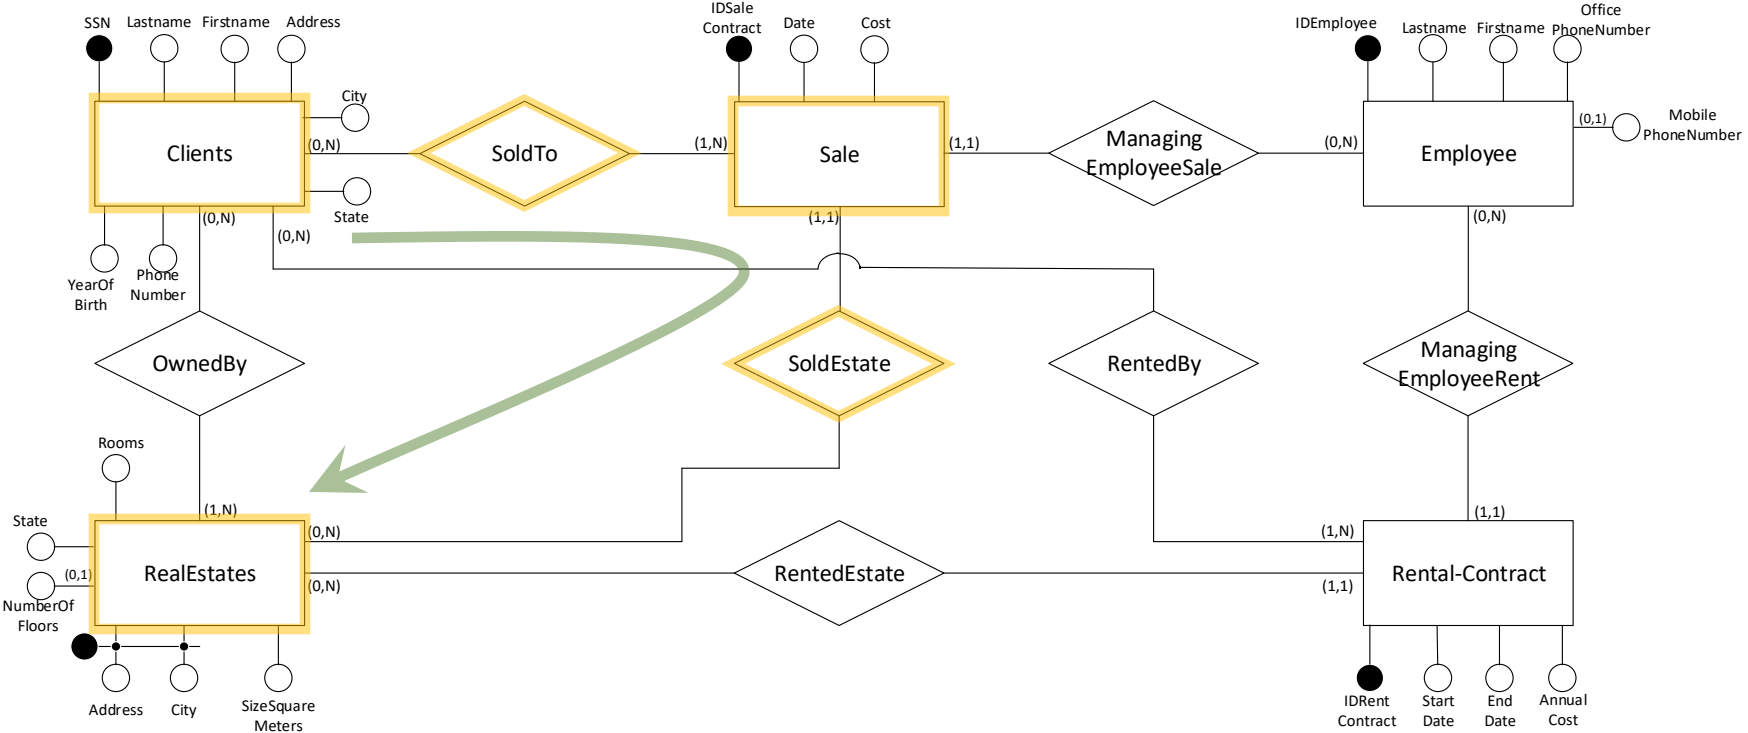 SSN
Lastname
Firstname
Address
IDSale
Contract
Date
Cost
IDEmployee
Lastname
Firstname
Office
PhoneNumber
City
(0,N)
Clients
State
SoldTo
(1,N)
Sale
(1,1)
Managing
EmployeeSale
(0,N)
Employee
(0,1)
Mobile
PhoneNumber
(0,N)
(0,N)
(1,1)
(0,N)
YearOf
Birth
Phone
Number
OwnedBy
SoldEstate
RentedBy
Managing
EmployeeRent
Rooms
State
(1,N)
(0,N)
(0,1)
RealEstates
(0,N)
NumberOf
Floors
RentedEstate
(1,N)
(1,1)
(1,1)
Rental-Contract
Address
City
SizeSquare
Meters
IDRent
Contract
Start
Date
End
Date
Annual
Cost